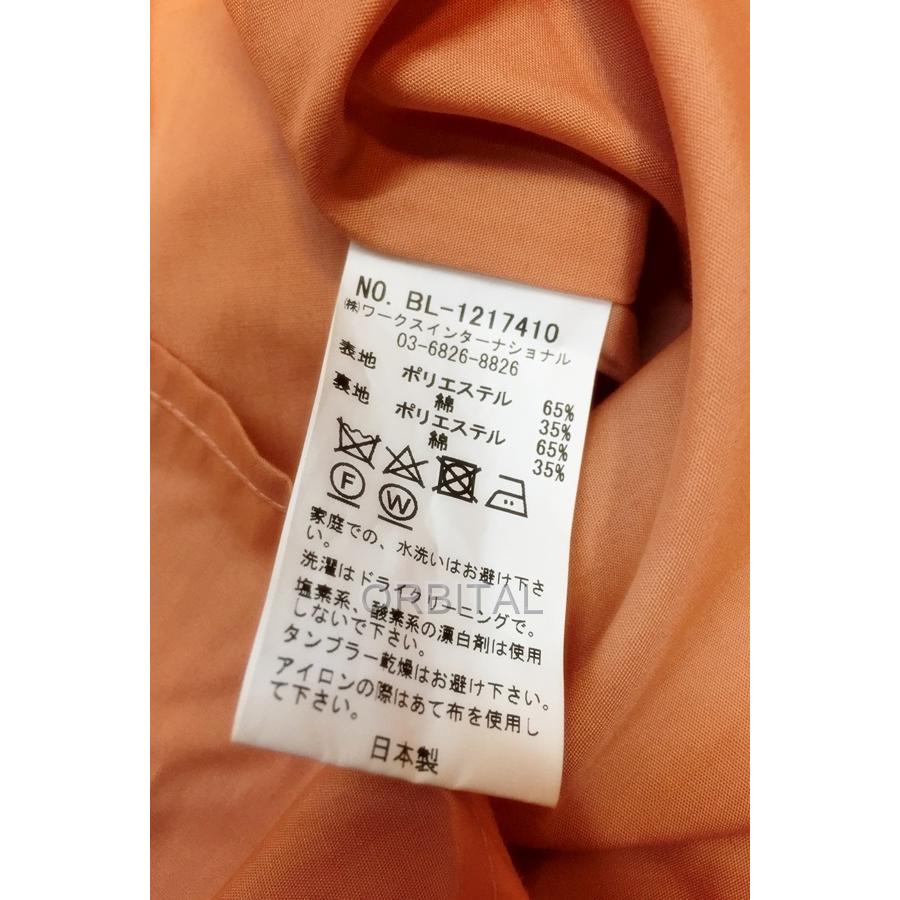 NO. BL-1217410
㈱ワークスインターナショナル
03-6826-8826
表地 ポリエステル 65%
綿 35%
裏地 ポリエステル 65%
綿 35%
F W
家庭での、水洗いはお避け下さ
い。
洗濯はドライクリーニングで。
塩素系、酸素系の漂白剤は使用
しないで下さい。
タンブラー乾燥はお避け下さい。
アイロンの際はあて布を使用し
て下さい。
日本製
ORBITAL